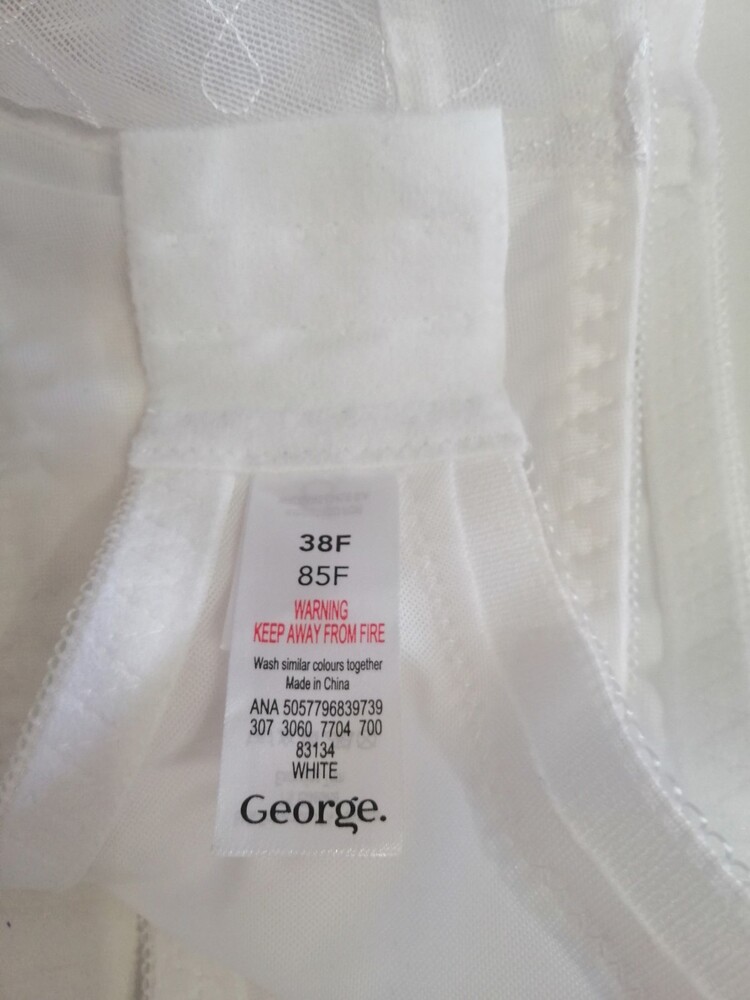 38F
85F
WARNING
KEEP AWAY FROM FIRE
Wash similar colours together
Made in China
ANA 5057796839739
307 3060 7704 700
83134
WHITE
George.